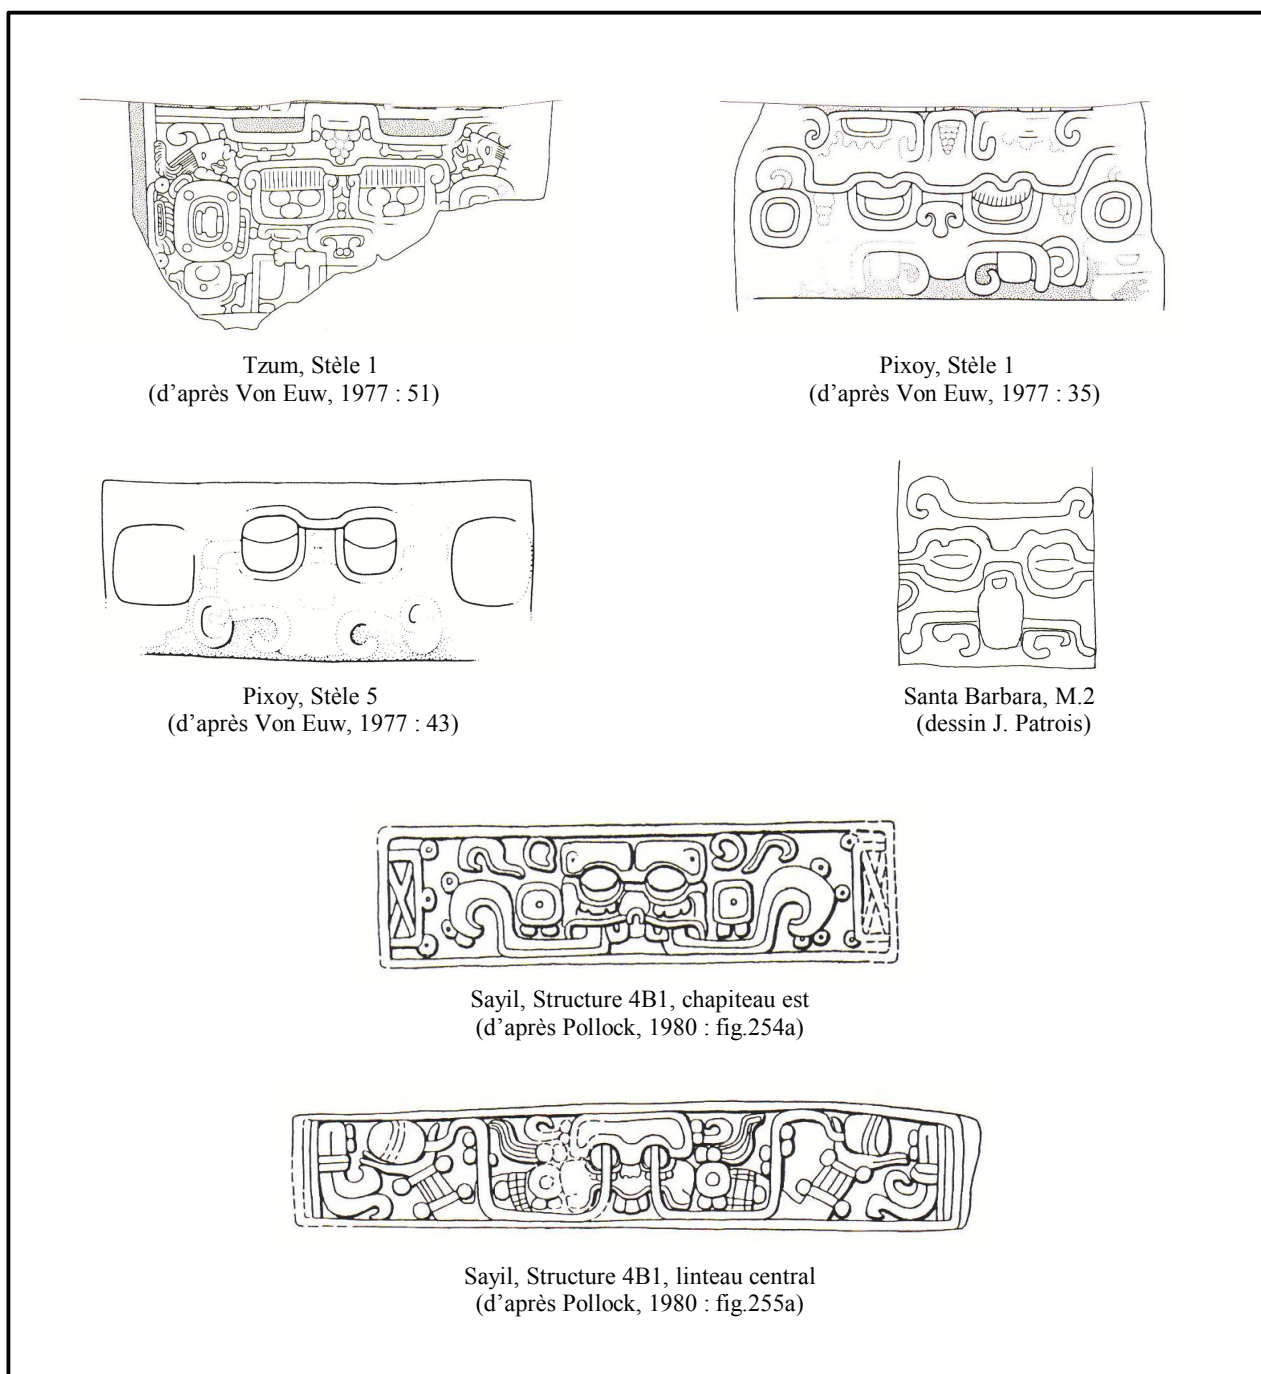 Tzum, Stèle 1
(d’après Von Euw, 1977 : 51)
Pixoy, Stèle 1
(d’après Von Euw, 1977 : 35)
Pixoy, Stèle 5
(d’après Von Euw, 1977 : 43)
Santa Barbara, M.2
(dessin J. Patrois)
Sayil, Structure 4B1, chapiteau est
(d’après Pollock, 1980 : fig.254a)
Sayil, Structure 4B1, linteau central
(d’après Pollock, 1980 : fig.255a)